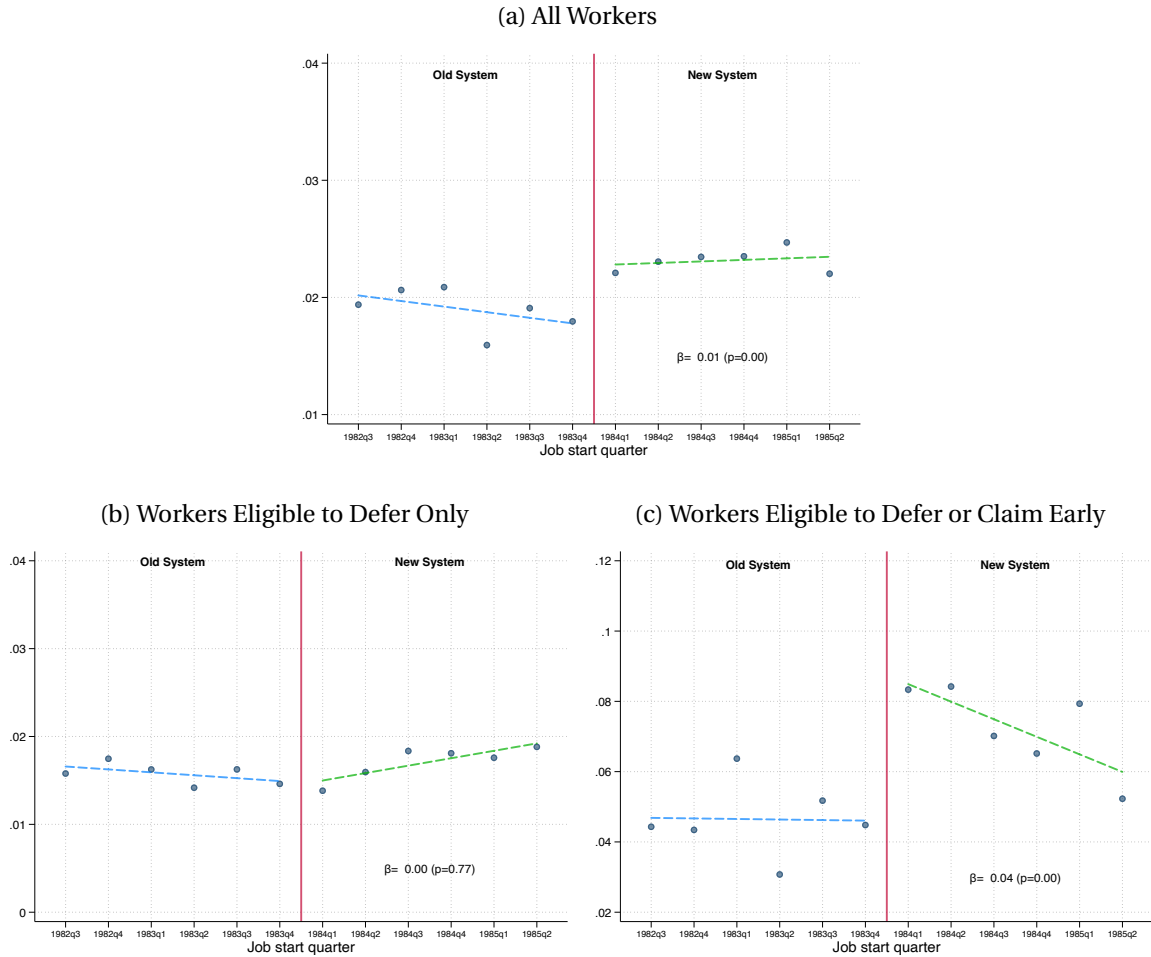 (a) All Workers
.04
.03
.02
.01
Old System
New System
β= 0.01 (p=0.00)
1982q3 1982q4 1983q1 1983q2 1983q3 1983q4 1984q1 1984q2 1984q3 1984q4 1985q1 1985q2
Job start quarter
(b) Workers Eligible to Defer Only
.04
.03
.02
.01
0
Old System
New System
β= 0.00 (p=0.77)
1982q3 1982q4 1983q1 1983q2 1983q3 1983q4 1984q1 1984q2 1984q3 1984q4 1985q1 1985q2
Job start quarter
(c) Workers Eligible to Defer or Claim Early
.12
.1
.08
.06
.04
.02
Old System
New System
β= 0.04 (p=0.00)
1982q3 1982q4 1983q1 1983q2 1983q3 1983q4 1984q1 1984q2 1984q3 1984q4 1985q1 1985q2
Job start quarter